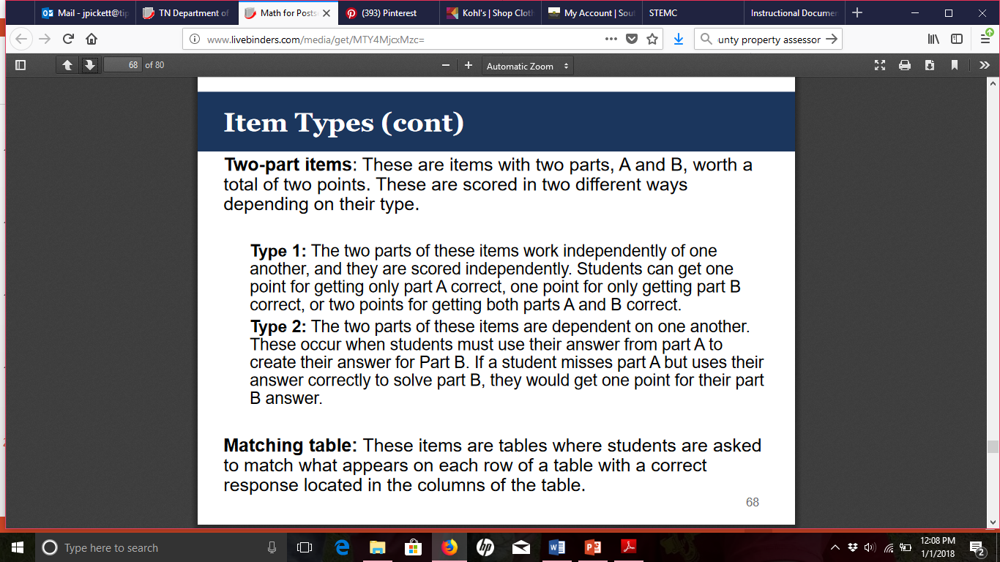 Mail - jpickett@tip
TN Department of
Math for Posts
(393) Pinterest
Kohl's | Shop Cloth
My Account | Sout
STEMC
Instructional Documen
www.livebinders.com/media/get/MTY4MjcxMzc=
unty property assessor
68 of 80
Automatic Zoom
Item Types (cont)
Two-part items: These are items with two parts, A and B, worth a
total of two points. These are scored in two different ways
depending on their type.
Type 1: The two parts of these items work independently of one
another, and they are scored independently. Students can get one
point for getting only part A correct, one point for only getting part B
correct, or two points for getting both parts A and B correct.
Type 2: The two parts of these items are dependent on one another.
These occur when students must use their answer from part A to
create their answer for Part B. If a student misses part A but uses their
answer correctly to solve part B, they would get one point for their part
B answer.
Matching table: These items are tables where students are asked
to match what appears on each row of a table with a correct
response located in the columns of the table.
68
Type here to search
12:08 PM
1/1/2018
2